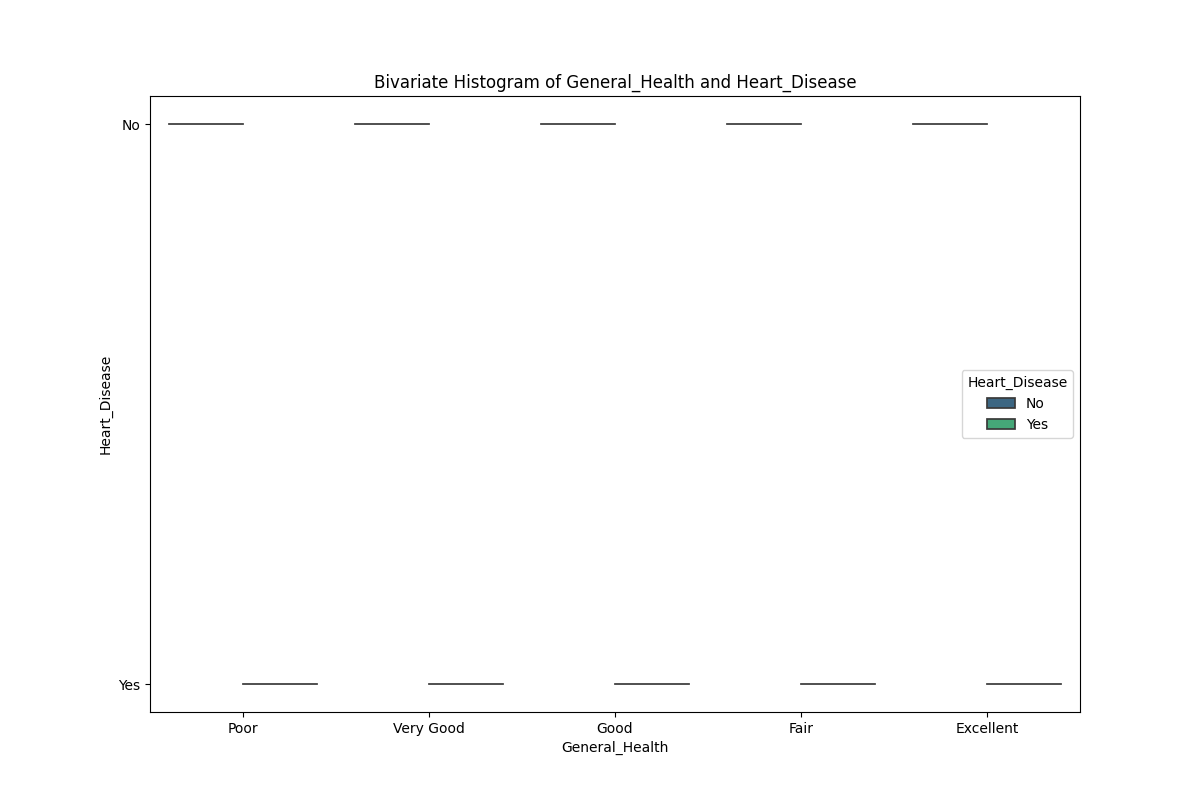 Bivariate Histogram of General_Health and Heart_Disease
No
Heart_Disease
Heart_Disease
No
Yes
Yes
Poor
Very Good
Good
Fair
Excellent
General_Health